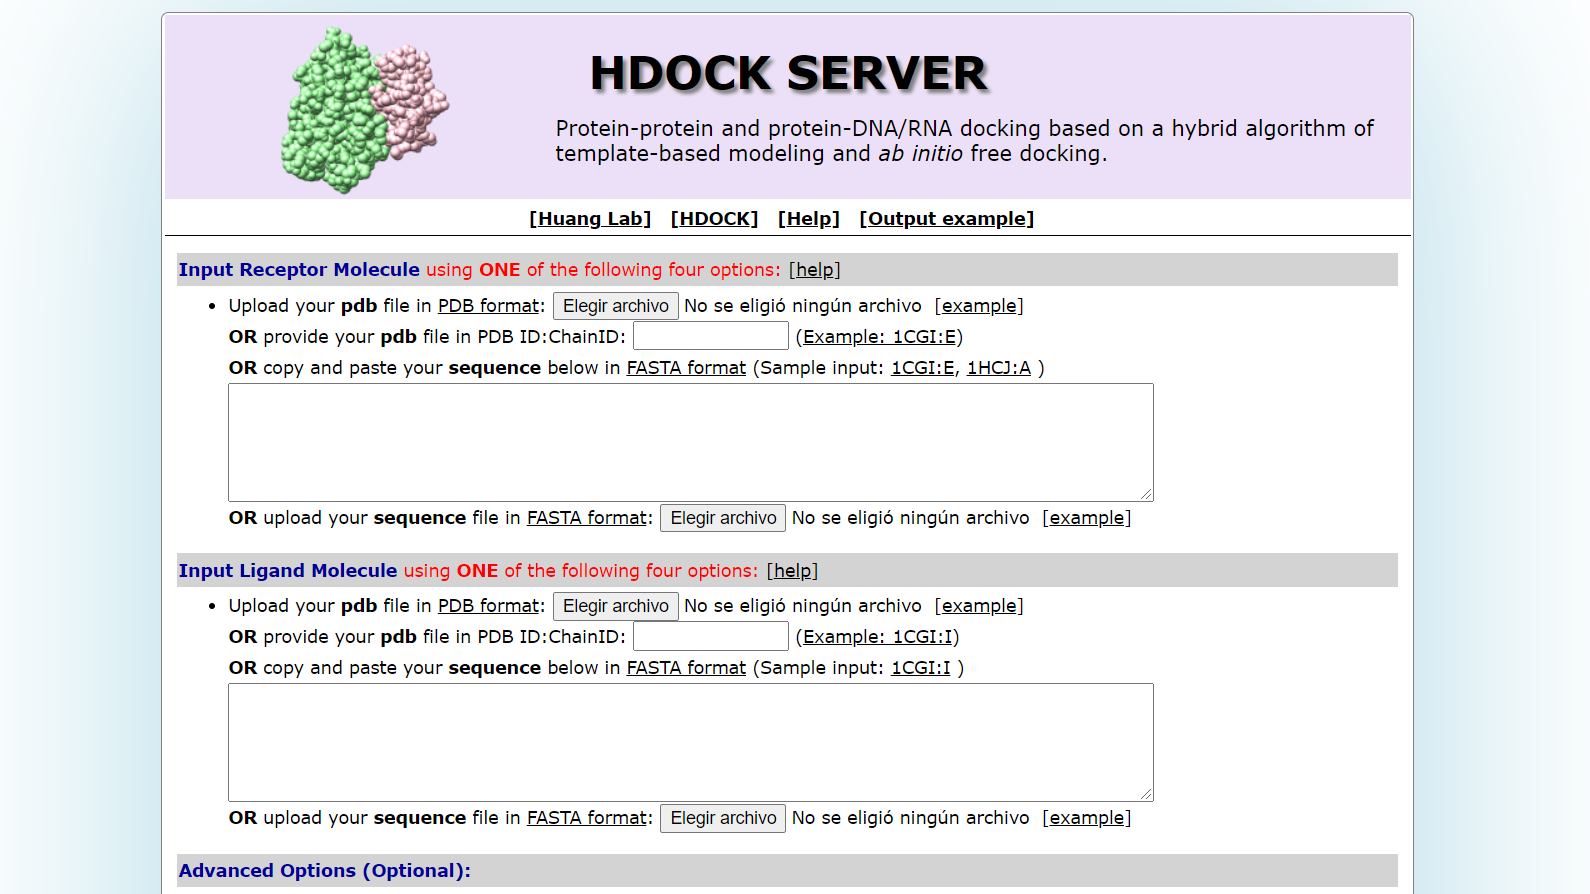 HDOCK SERVER
Protein-protein and protein-DNA/RNA docking based on a hybrid algorithm of
template-based modeling and ab initio free docking.
[Huang Lab] [HDOCK] [Help] [Output example]
Input Receptor Molecule using ONE of the following four options: [help]
• Upload your pdb file in PDB format: Elegir archivo No se eligió ningún archivo [example]
OR provide your pdb file in PDB ID:ChainID: (Example: 1CGI:E)
OR copy and paste your sequence below in FASTA format (Sample input: 1CGI:E, 1HCJ:A )
OR upload your sequence file in FASTA format: Elegir archivo No se eligió ningún archivo [example]
Input Ligand Molecule using ONE of the following four options: [help]
• Upload your pdb file in PDB format: Elegir archivo No se eligió ningún archivo [example]
OR provide your pdb file in PDB ID:ChainID: (Example: 1CGI:I)
OR copy and paste your sequence below in FASTA format (Sample input: 1CGI:I )
OR upload your sequence file in FASTA format: Elegir archivo No se eligió ningún archivo [example]
Advanced Options (Optional):